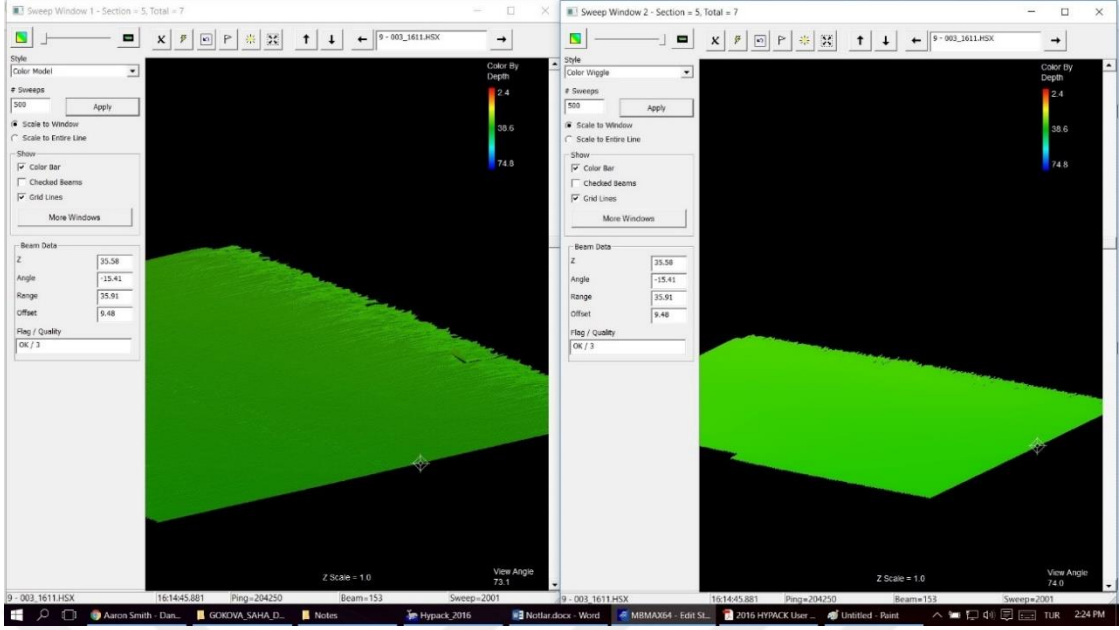 Sweep Window 1 - Section = 5, Total = 7
9 - 003_1611.HSX
Style
Color Model
# Sweeps
500
Apply
Scale to Window
Scale to Entire Line
Show
Color Bar
Checked Beams
Grid Lines
More Windows
Beam Data
Z
35.58
Angle
-15.41
Range
35.91
Offset
9.48
Flag / Quality
OK / 3
Color By
Depth
2.4
38.6
74.8
Z Scale = 1.0
View Angle
73.1
9 - 003_1611.HSX
16:14:45.881
Ping=204250
Beam=153
Sweep=2001
Sweep Window 2 - Section = 5, Total = 7
9 - 003_1611.HSX
Style
Color Wiggle
# Sweeps
500
Apply
Scale to Window
Scale to Entire Line
Show
Color Bar
Checked Beams
Grid Lines
More Windows
Beam Data
Z
35.58
Angle
-15.41
Range
35.91
Offset
9.48
Flag / Quality
OK / 3
Color By
Depth
2.4
38.6
74.8
Z Scale = 1.0
View Angle
74.0
9 - 003_1611.HSX
16:14:45.881
Ping=204250
Beam=153
Sweep=2001
Aaron Smith - Dan...
GOKOVA_SAHA_D...
Notes
Hypack_2016
Notlar.docx - Word
MBMAX64 - Edit St...
2016 HYPACK User ...
Untitled - Paint
TUR
2:24 PM